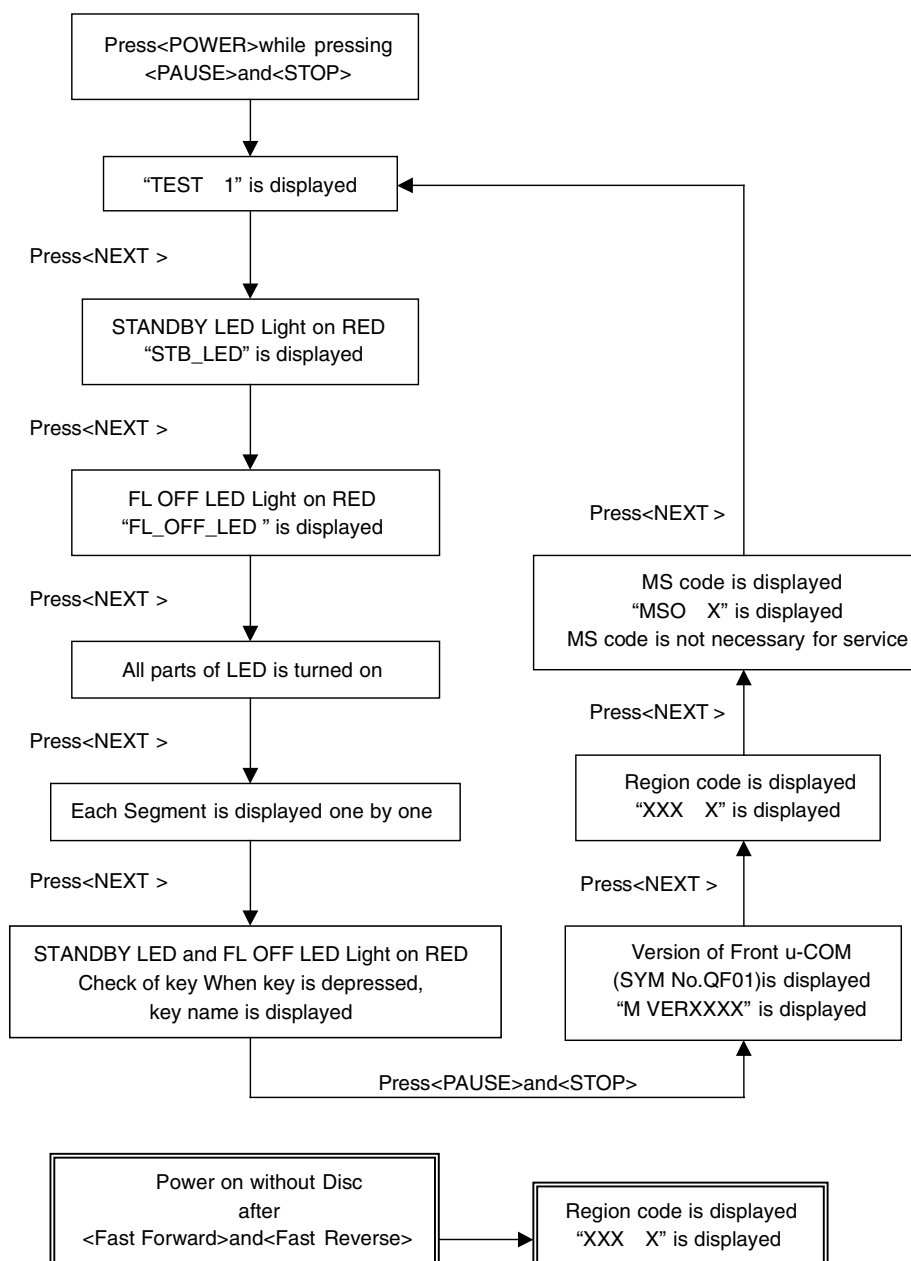 Press<POWER>while pressing
<PAUSE>and<STOP>
“TEST 1” is displayed
Press<NEXT >
STANDBY LED Light on RED
“STB_LED” is displayed
Press<NEXT >
FL OFF LED Light on RED
“FL_OFF_LED ” is displayed
Press<NEXT >
All parts of LED is turned on
Press<NEXT >
Each Segment is displayed one by one
Press<NEXT >
STANDBY LED and FL OFF LED Light on RED
Check of key When key is depressed,
key name is displayed
Press<PAUSE>and<STOP>
Version of Front u-COM
(SYM No.QF01)is displayed
“M VERXXXX” is displayed
Press<NEXT >
Region code is displayed
“XXX X” is displayed
Press<NEXT >
MS code is displayed
“MSO X” is displayed
MS code is not necessary for service
Press<NEXT >
Power on without Disc
after
<Fast Forward>and<Fast Reverse>
Region code is displayed
“XXX X” is displayed